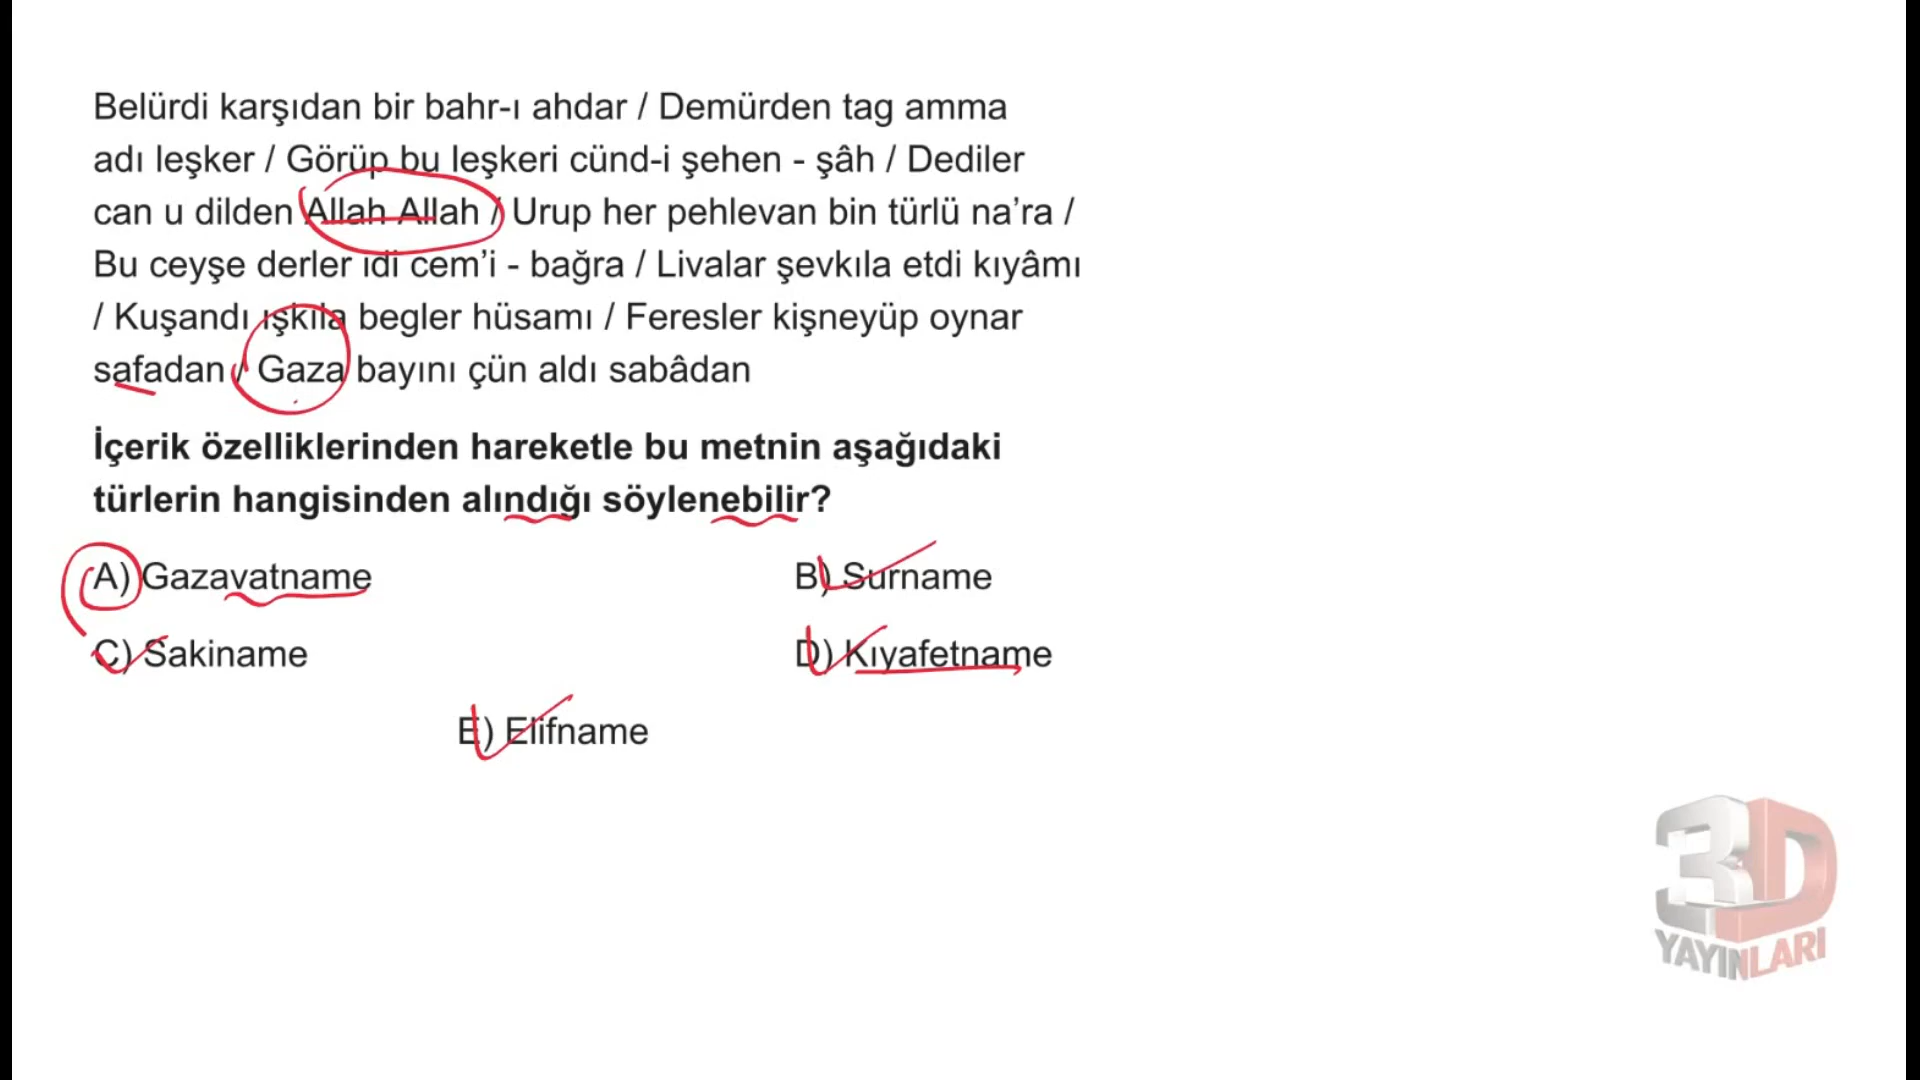 Belürdi karşıdan bir bahr-ı ahdar / Demürden tag amma
adı leşker / Görüp bu leşkeri cünd-i şehen - şâh / Dediler
can u dilden Allah Allah / Urup her pehlevan bin türlü na’ra /
Bu ceyşe derler idi cem’i - bağra / Livalar şevkıla etdi kıyâmı
/ Kuşandı ışkıla begler hüsamı / Feresler kişneyüp oynar
safadan / Gaza bayını çün aldı sabâdan
İçerik özelliklerinden hareketle bu metnin aşağıdaki
türlerin hangisinden alındığı söylenebilir?
A) Gazavatname
B) Surname
C) Sakiname
D) Kıyafetname
E) Elifname
3D
YAYINLARI